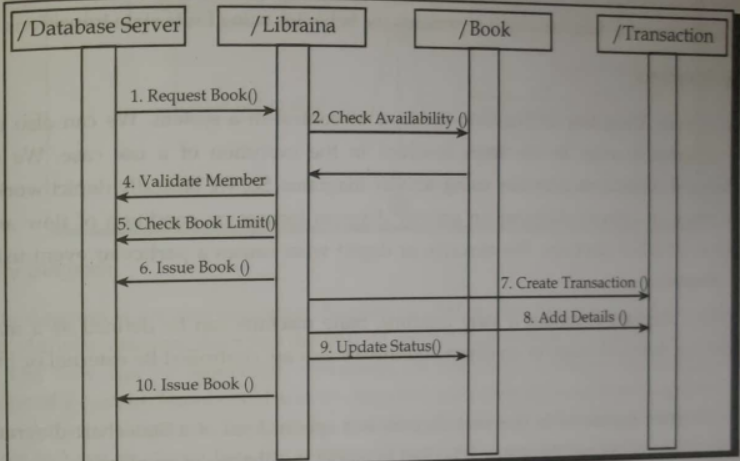 /Database Server
/Libraina
/Book
/Transaction
1. Request Book()
2. Check Availability ()
4. Validate Member
5. Check Book Limit()
6. Issue Book ()
7. Create Transaction ()
8. Add Details ()
9. Update Status()
10. Issue Book ()